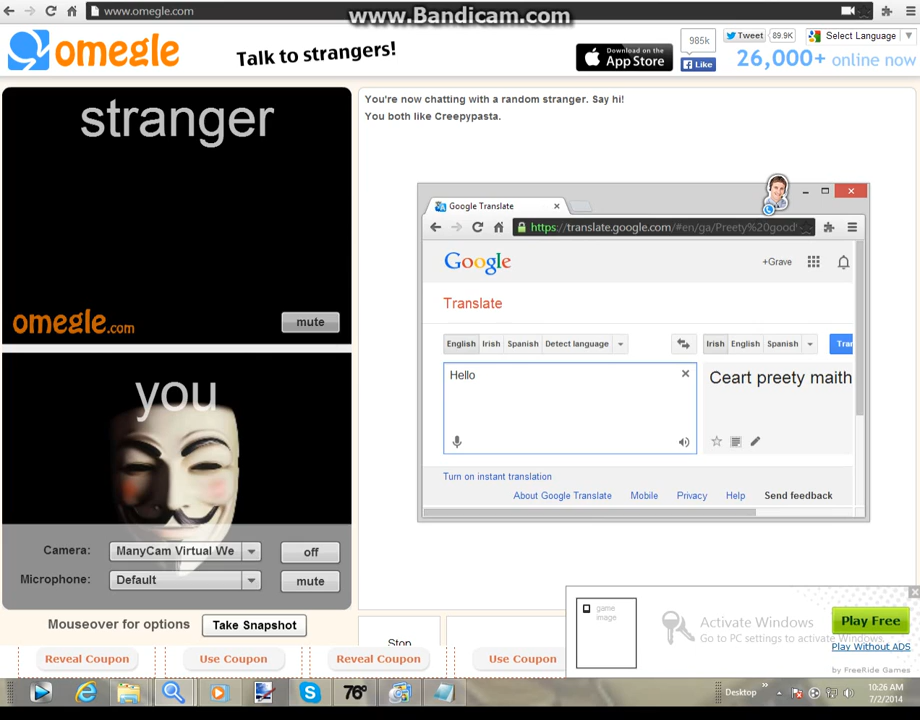 www.omegle.com
www.Bandicam.com
omegle
Talk to strangers!
Download on the
App Store
985k
Like
Tweet
89.9K
Select Language
26,000+ online now
stranger
omegle.com
mute
you
Camera:
ManyCam Virtual We
off
Microphone:
Default
mute
Mouseover for options
Take Snapshot
You're now chatting with a random stranger. Say hi!
You both like Creepypasta.
Google Translate
https://translate.google.com/#en/ga/Preety%20good
Google
+Grave
Translate
English Irish Spanish Detect language
Irish English Spanish
Hello
Ceart preety maith
Turn on instant translation
About Google Translate Mobile Privacy Help Send feedback
Stop
game
image
Activate Windows
Go to PC settings to activate Windows.
Play Free
Play Without ADS
by FreeRide Games
Reveal Coupon
Use Coupon
Reveal Coupon
Use Coupon
76°
Desktop
10:26 AM
7/2/2014